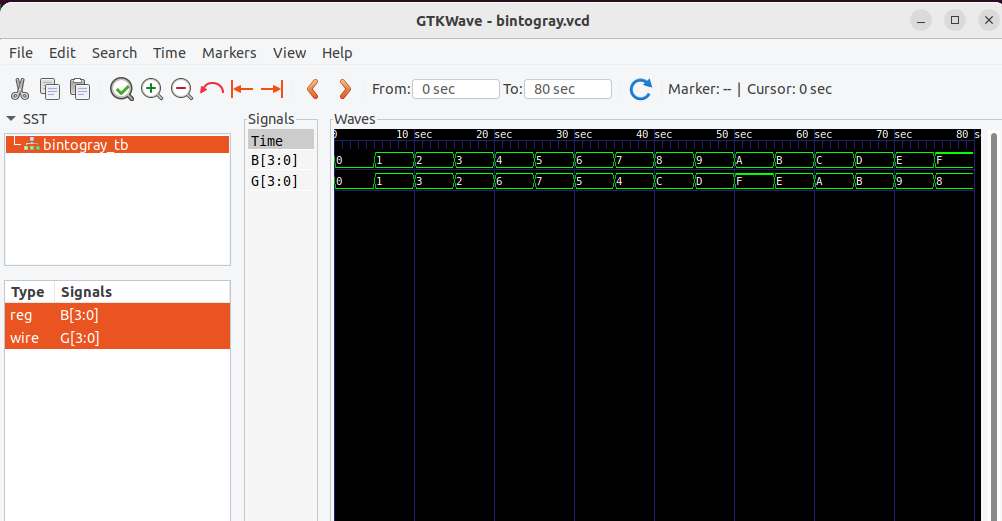 GTKWave - bintogray.vcd
File Edit Search Time Markers View Help
From: 0 sec To: 80 sec Marker: -- | Cursor: 0 sec
SST
bintogray_tb
Type Signals
reg B[3:0]
wire G[3:0]
Signals
Time
B[3:0]
G[3:0]
Waves
0 10 sec 20 sec 30 sec 40 sec 50 sec 60 sec 70 sec 80 s
0 1 2 3 4 5 6 7 8 9 A B C D E F
0 1 3 2 6 7 5 4 C D F E A B 9 8